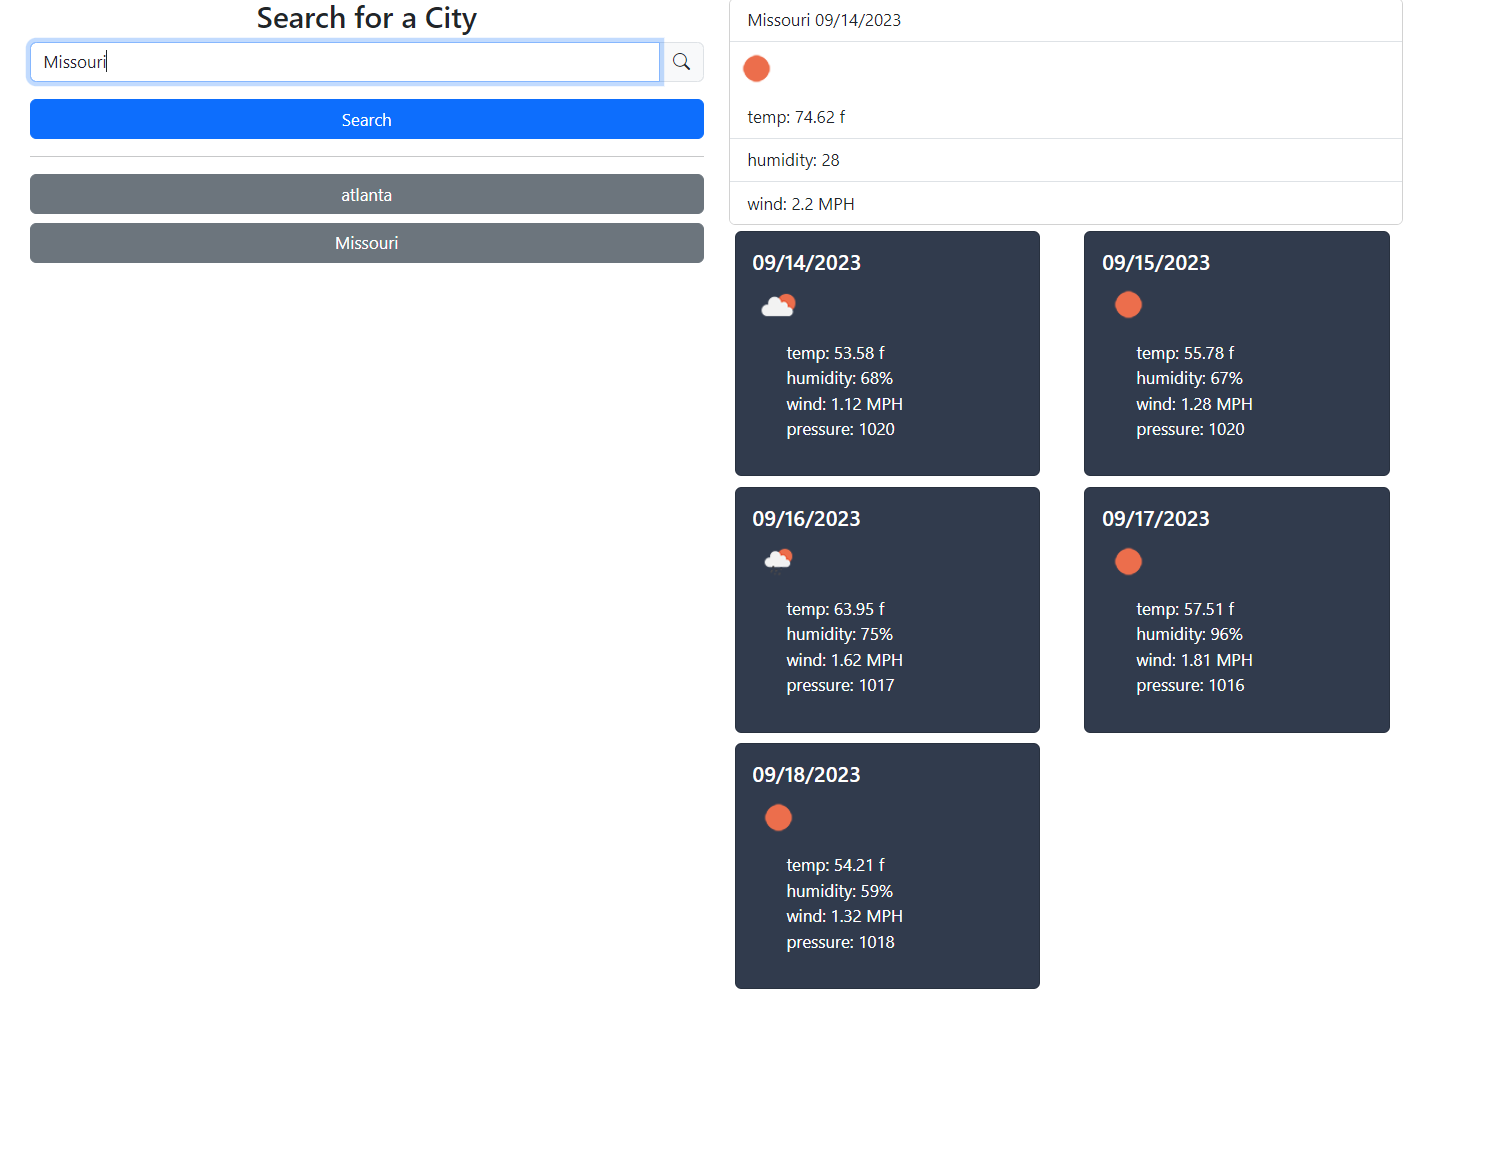 Search for a City
Missouri
Search
atlanta
Missouri
Missouri 09/14/2023
temp: 74.62 f
humidity: 28
wind: 2.2 MPH
09/14/2023
temp: 53.58 f
humidity: 68%
wind: 1.12 MPH
pressure: 1020
09/15/2023
temp: 55.78 f
humidity: 67%
wind: 1.28 MPH
pressure: 1020
09/16/2023
temp: 63.95 f
humidity: 75%
wind: 1.62 MPH
pressure: 1017
09/17/2023
temp: 57.51 f
humidity: 96%
wind: 1.81 MPH
pressure: 1016
09/18/2023
temp: 54.21 f
humidity: 59%
wind: 1.32 MPH
pressure: 1018